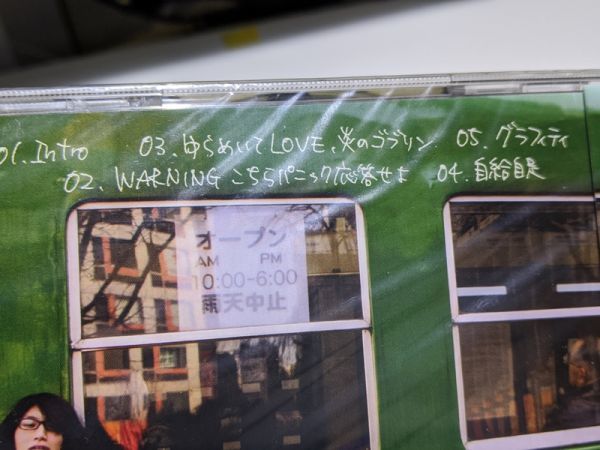 01. Intro 03. ゆらめいてLOVE、炎のゴブリン 05. グラフィティ
02. WARNING こちらパニック応答せよ 04. 自給自足
オープン
AM PM
10:00-6:00
雨天中止